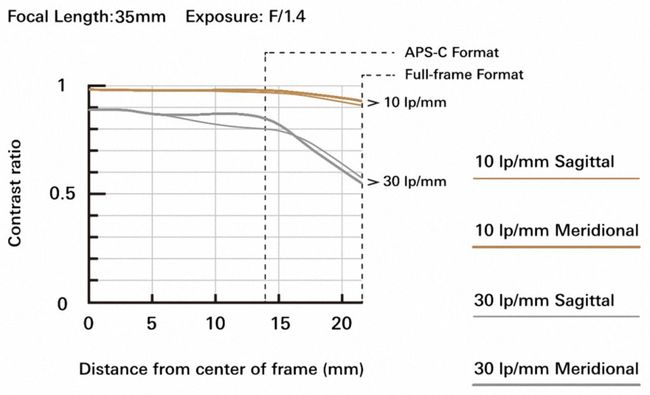 Focal Length:35mm Exposure: F/1.4
APS-C Format
Full-frame Format
1
> 10 lp/mm
10 lp/mm Sagittal
> 30 lp/mm
0.5
Contrast ratio
10 lp/mm Meridional
30 lp/mm Sagittal
0
0 5 10 15 20
Distance from center of frame (mm)
30 lp/mm Meridional